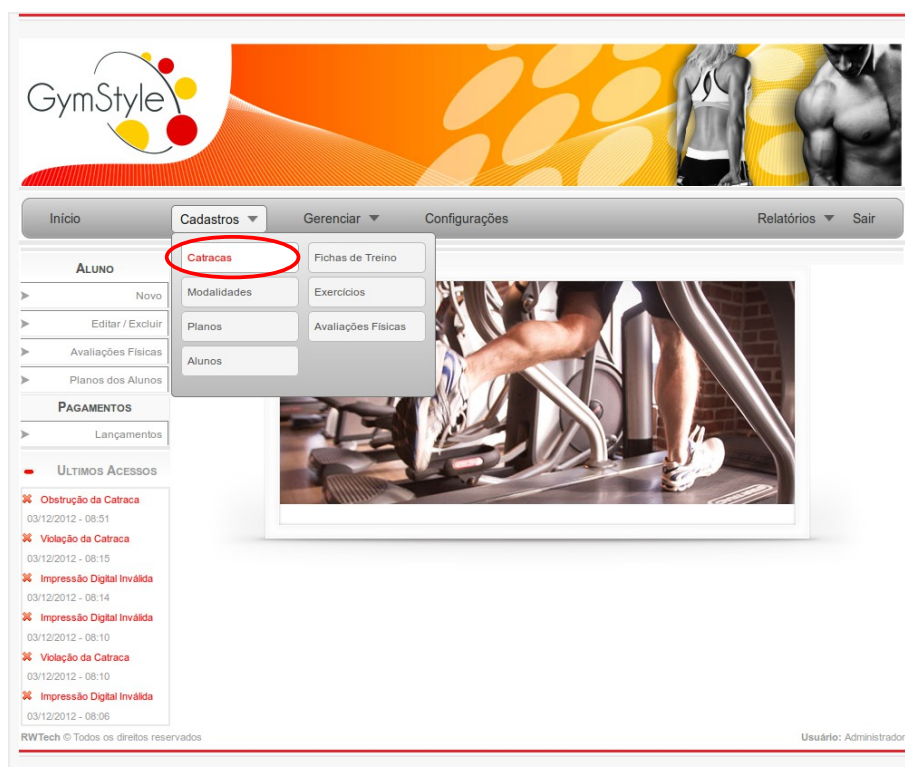 GymStyle
Início
Cadastros
Gerenciar
Configurações
Relatórios
Sair
Catracas
Fichas de Treino
Modalidades
Exercícios
Planos
Avaliações Físicas
Alunos
ALUNO
Novo
Editar / Excluir
Avaliações Físicas
Planos dos Alunos
PAGAMENTOS
Lançamentos
ULTIMOS ACESSOS
Obstrução da Catraca
03/12/2012 - 08:51
Violação da Catraca
03/12/2012 - 08:15
Impressão Digital Inválida
03/12/2012 - 08:14
Impressão Digital Inválida
03/12/2012 - 08:10
Violação da Catraca
03/12/2012 - 08:10
Impressão Digital Inválida
03/12/2012 - 08:06
RWTech © Todos os direitos reservados
Usuário: Administrador